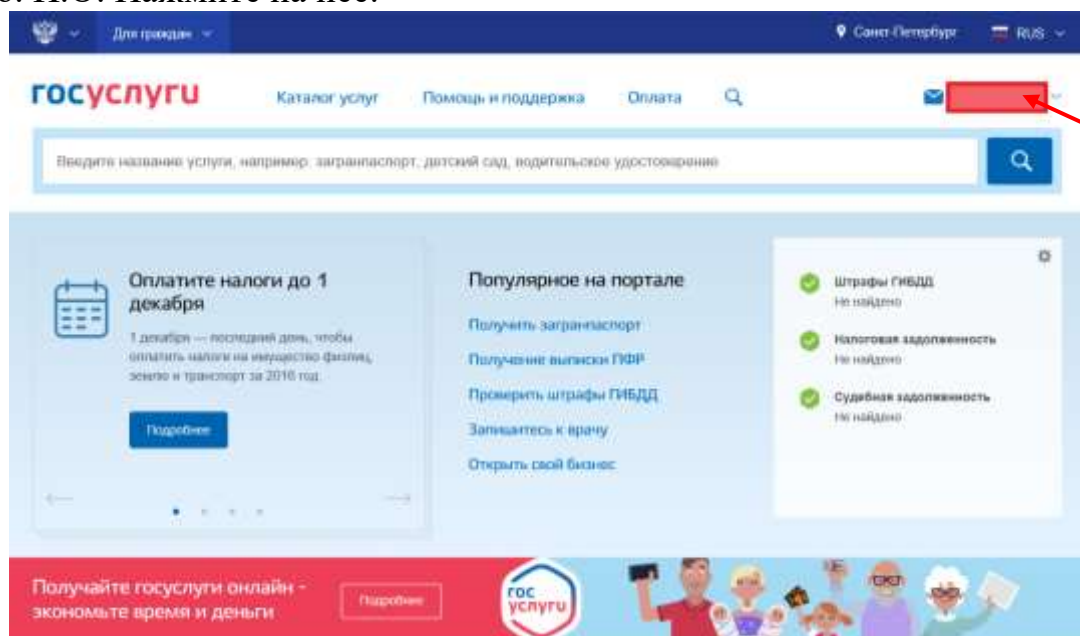 Для граждан
Санкт-Петербург
RUS
госуслуги
Каталог услуг
Помощь и поддержка
Оплата
Введите название услуги, например: загранпаспорт, детский сад, водительское удостоверение
Оплатите налоги до 1
декабря
1 декабря — последний день, чтобы
оплатить налоги на имущество физлиц,
землю и транспорт за 2016 год
Подробнее
Популярное на портале
Получить загранпаспорт
Получение выписки ПФР
Проверить штрафы ГИБДД
Запишитесь к врачу
Открыть свой бизнес
Штрафы ГИБДД
Не найдено
Налоговая задолженность
Не найдено
Судебная задолженность
Не найдено
Получайте госуслуги онлайн -
экономьте время и деньги
Подробнее
гос
услуги